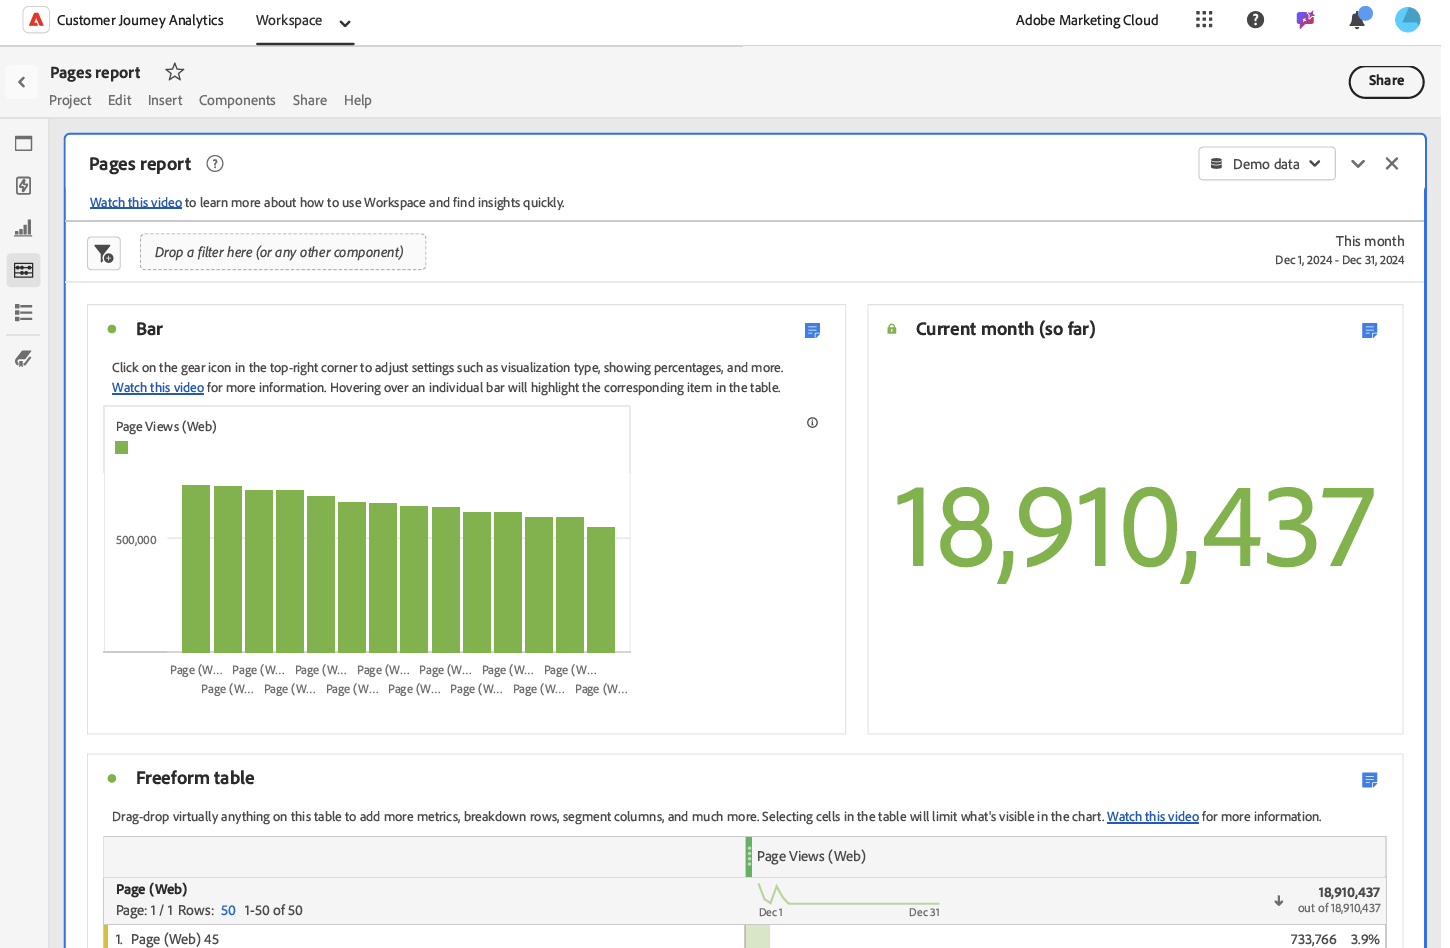 Customer Journey Analytics Workspace Adobe Marketing Cloud
Pages report
Project Edit Insert Components Share Help
Share
Pages report
Demo data
Watch this video to learn more about how to use Workspace and find insights quickly.
Drop a filter here (or any other component)
This month
Dec 1, 2024 - Dec 31, 2024
Bar
Click on the gear icon in the top-right corner to adjust settings such as visualization type, showing percentages, and more.
Watch this video for more information. Hovering over an individual bar will highlight the corresponding item in the table.
Page Views (Web)
500,000
Page (W... Page (W... Page (W... Page (W... Page (W... Page (W... Page (W...
Page (W... Page (W... Page (W... Page (W... Page (W... Page (W... Page (W...
Current month (so far)
18,910,437
Freeform table
Drag-drop virtually anything on this table to add more metrics, breakdown rows, segment columns, and much more. Selecting cells in the table will limit what's visible in the chart. Watch this video for more information.
Page Views (Web)
Page (Web)
Page: 1 / 1 Rows: 50 1-50 of 50
Dec 1 Dec 31
18,910,437
out of 18,910,437
1. Page (Web) 45 733,766 3.9%